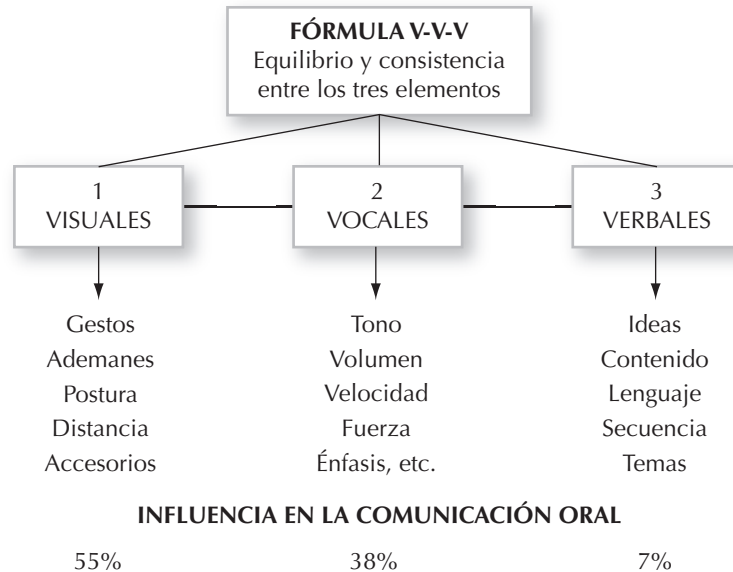 FÓRMULA V-V-V
Equilibrio y consistencia
entre los tres elementos
1
VISUALES
2
VOCALES
3
VERBALES
Gestos
Ademanes
Postura
Distancia
Accesorios
Tono
Volumen
Velocidad
Fuerza
Énfasis, etc.
Ideas
Contenido
Lenguaje
Secuencia
Temas
INFLUENCIA EN LA COMUNICACIÓN ORAL
55%
38%
7%